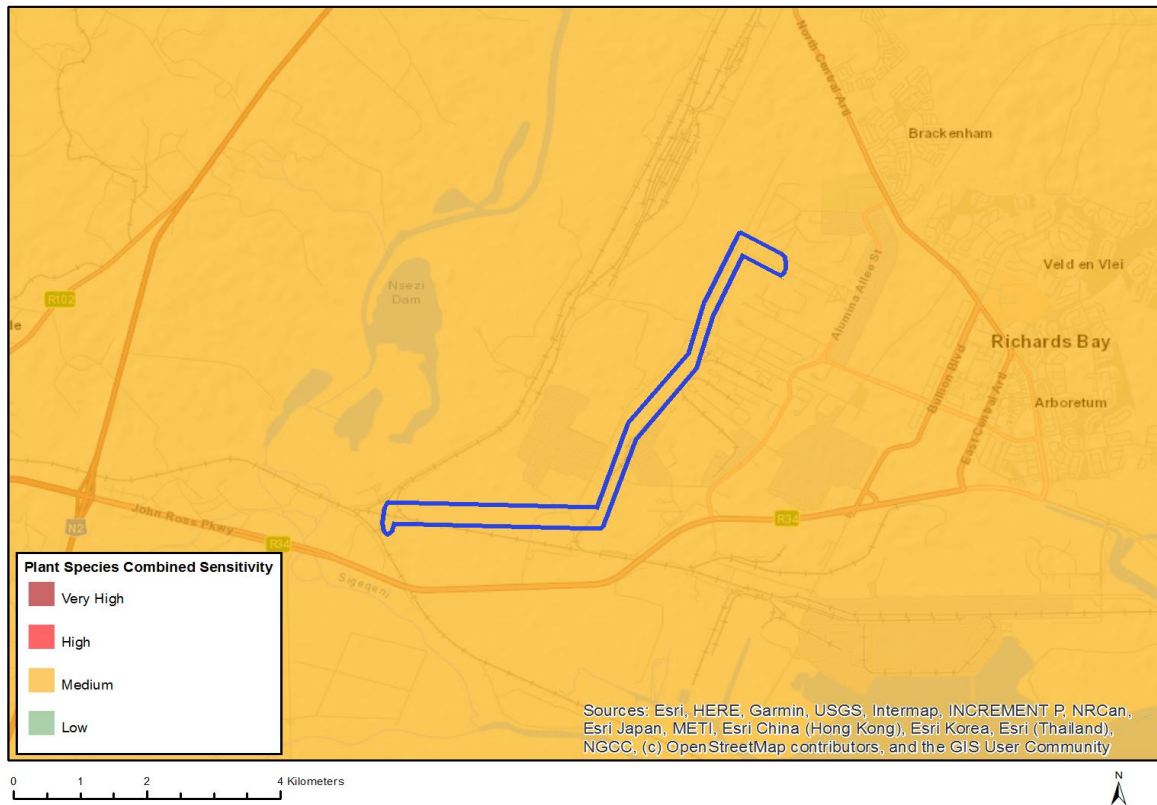 North Central Artl
Brackenham
Nsezi
Dam
Alumina Allee St
Veld en Vlei
R102
le
Richards Bay
Bullion Blvd
East Central Artl
Arboretum
John Ross Pkwy
N2
R34
R34
Plant Species Combined Sensitivity
Very High
High
Medium
Low
Sources: Esri, HERE, Garmin, USGS, Intermap, INCREMENT P, NRCan,
Esri Japan, METI, Esri China (Hong Kong), Esri Korea, Esri (Thailand),
NGCC, (c) OpenStreetMap contributors, and the GIS User Community
0 1 2 4 Kilometers
N